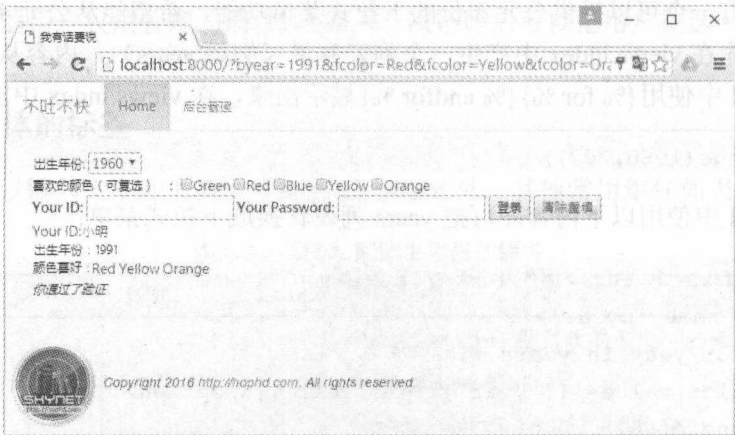 我有话要说
localhost:8000/?byear=1991&fcolor=Red&fcolor=Yellow&fcolor=Ora
不吐不快 Home 后台管理
出生年份: 1960
喜欢的颜色（可复选） : Green Red Blue Yellow Orange
Your ID: Your Password: 登录 清除重填
Your ID:小明
出生年份：1991
颜色喜好：Red Yellow Orange
你通过了验证
SKYNET
Copyright 2016 http://hophd.com. All rights reserved